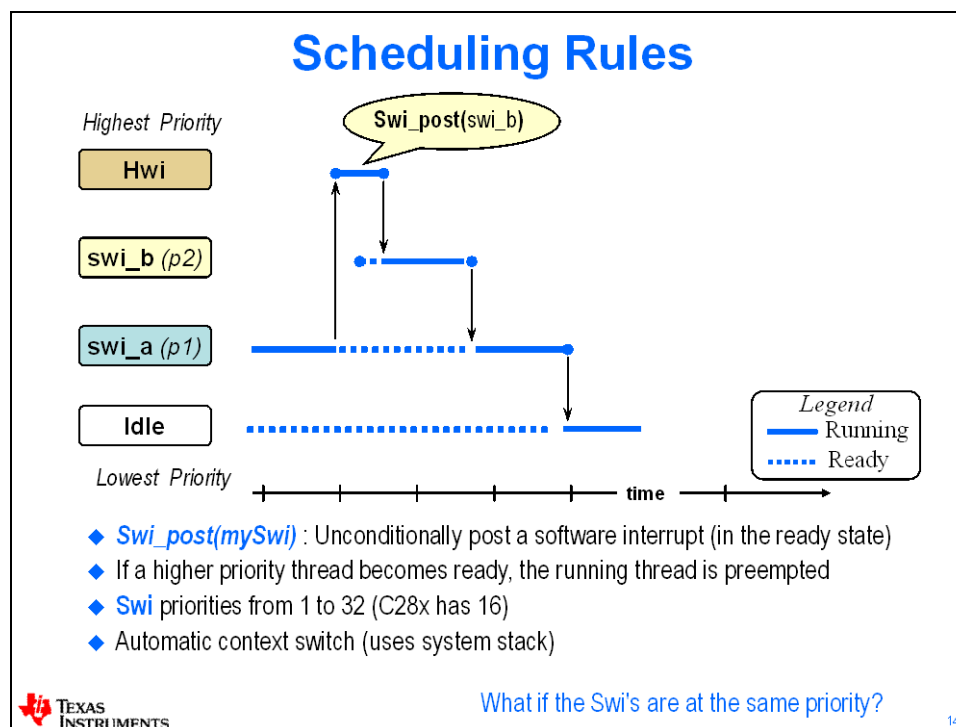 Scheduling Rules
Highest Priority
Swi_post(swi_b)
Hwi
swi_b (p2)
swi_a (p1)
Idle
Legend
Running
Ready
Lowest Priority
time
◆ Swi_post(mySwi) : Unconditionally post a software interrupt (in the ready state)
◆ If a higher priority thread becomes ready, the running thread is preempted
◆ Swi priorities from 1 to 32 (C28x has 16)
◆ Automatic context switch (uses system stack)
What if the Swi's are at the same priority?
TEXAS
INSTRUMENTS
14